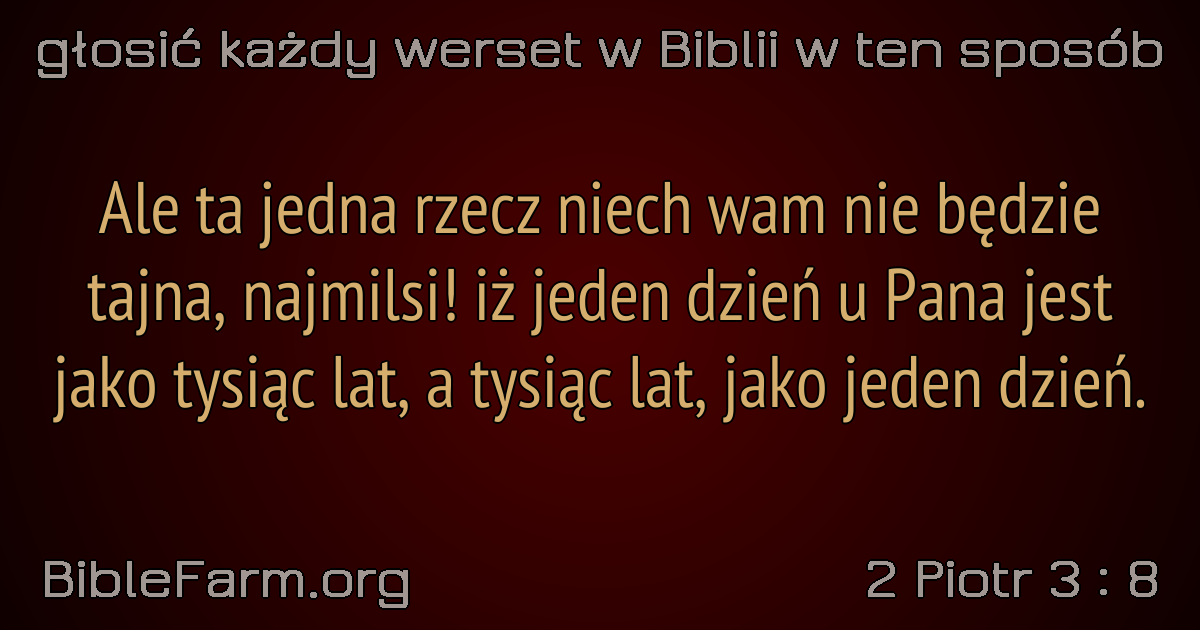 głosić każdy werset w Biblii w ten sposób
Ale ta jedna rzecz niech wam nie będzie
tajna, najmilsi! iż jeden dzień u Pana jest
jako tysiąc lat, a tysiąc lat, jako jeden dzień.
BibleFarm.org
2 Piotr 3 : 8